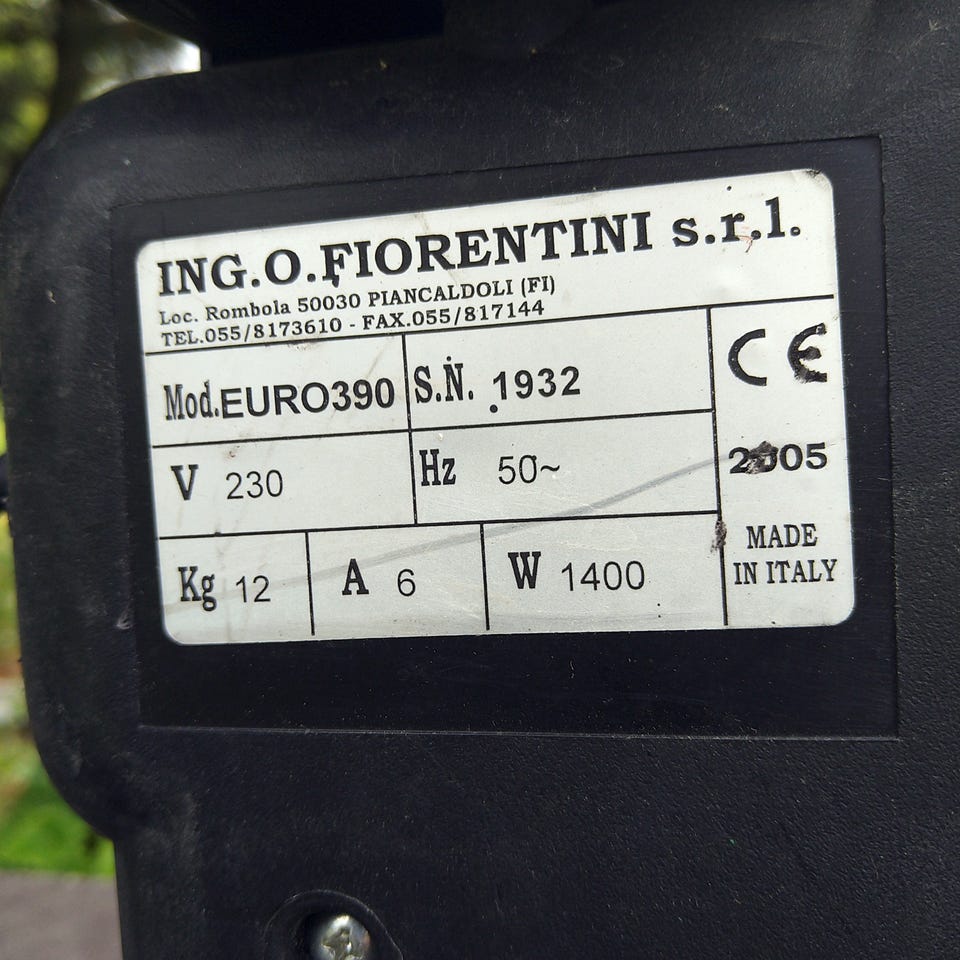 ING.O.FIORENTINI s.r.l.
Loc. Rombola 50030 PIANCALDOLI (FI)
TEL.055/8173610 - FAX.055/817144
Mod.EURO390 S.N. 1932
CE
V 230 Hz 50~
2005
Kg 12 A 6 W 1400
MADE
IN ITALY